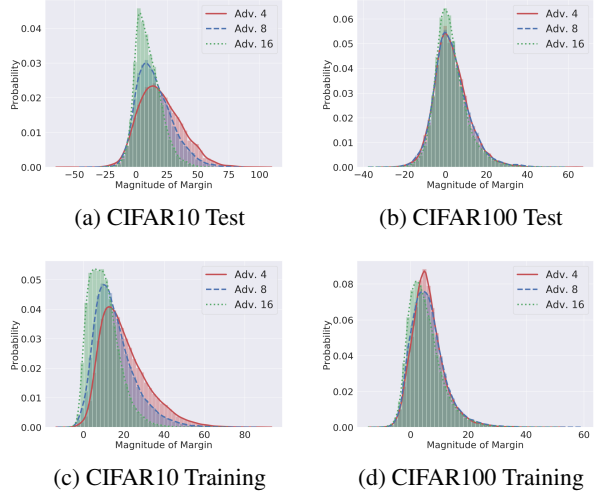 Adv. 4
Adv. 8
Adv. 16
Probability
0.04
0.03
0.02
0.01
0.00
−50 −25 0 25 50 75 100
Magnitude of Margin
(a) CIFAR10 Test
Adv. 4
Adv. 8
Adv. 16
Probability
0.06
0.05
0.04
0.03
0.02
0.01
0.00
−40 −20 0 20 40 60
Magnitude of Margin
(b) CIFAR100 Test
Adv. 4
Adv. 8
Adv. 16
Probability
0.05
0.04
0.03
0.02
0.01
0.00
0 20 40 60 80
Magnitude of Margin
(c) CIFAR10 Training
Adv. 4
Adv. 8
Adv. 16
Probability
0.08
0.06
0.04
0.02
0.00
0 20 40 60
Magnitude of Margin
(d) CIFAR100 Training